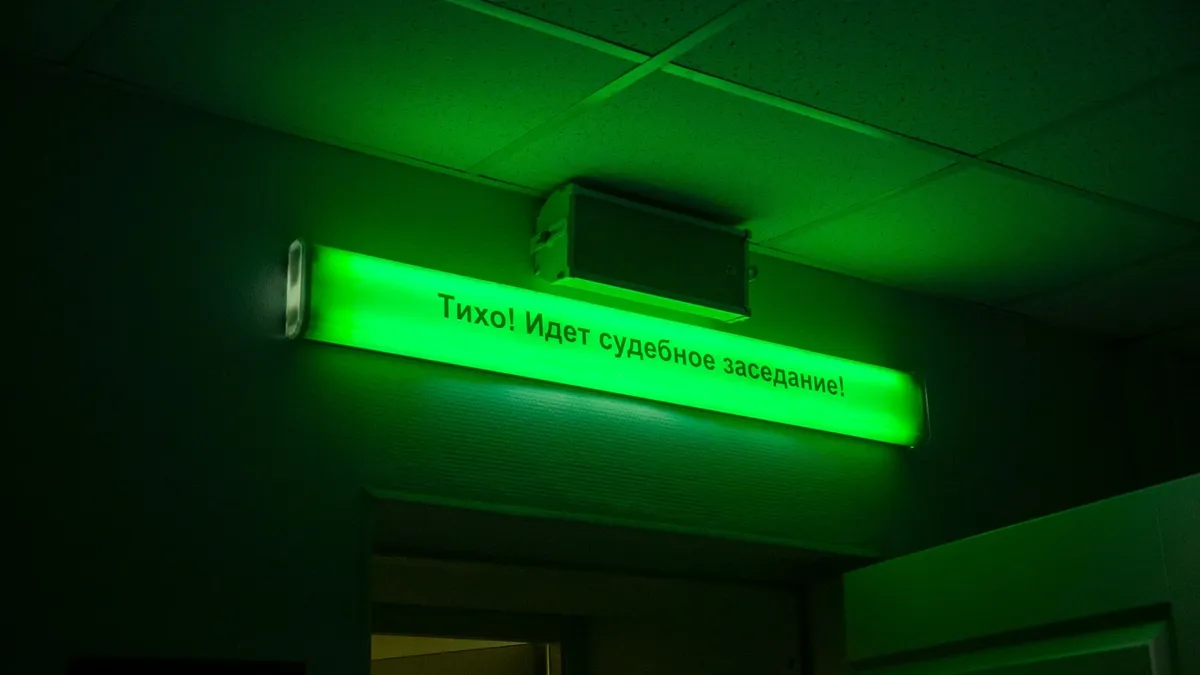 Тихо! Идет судебное заседание!